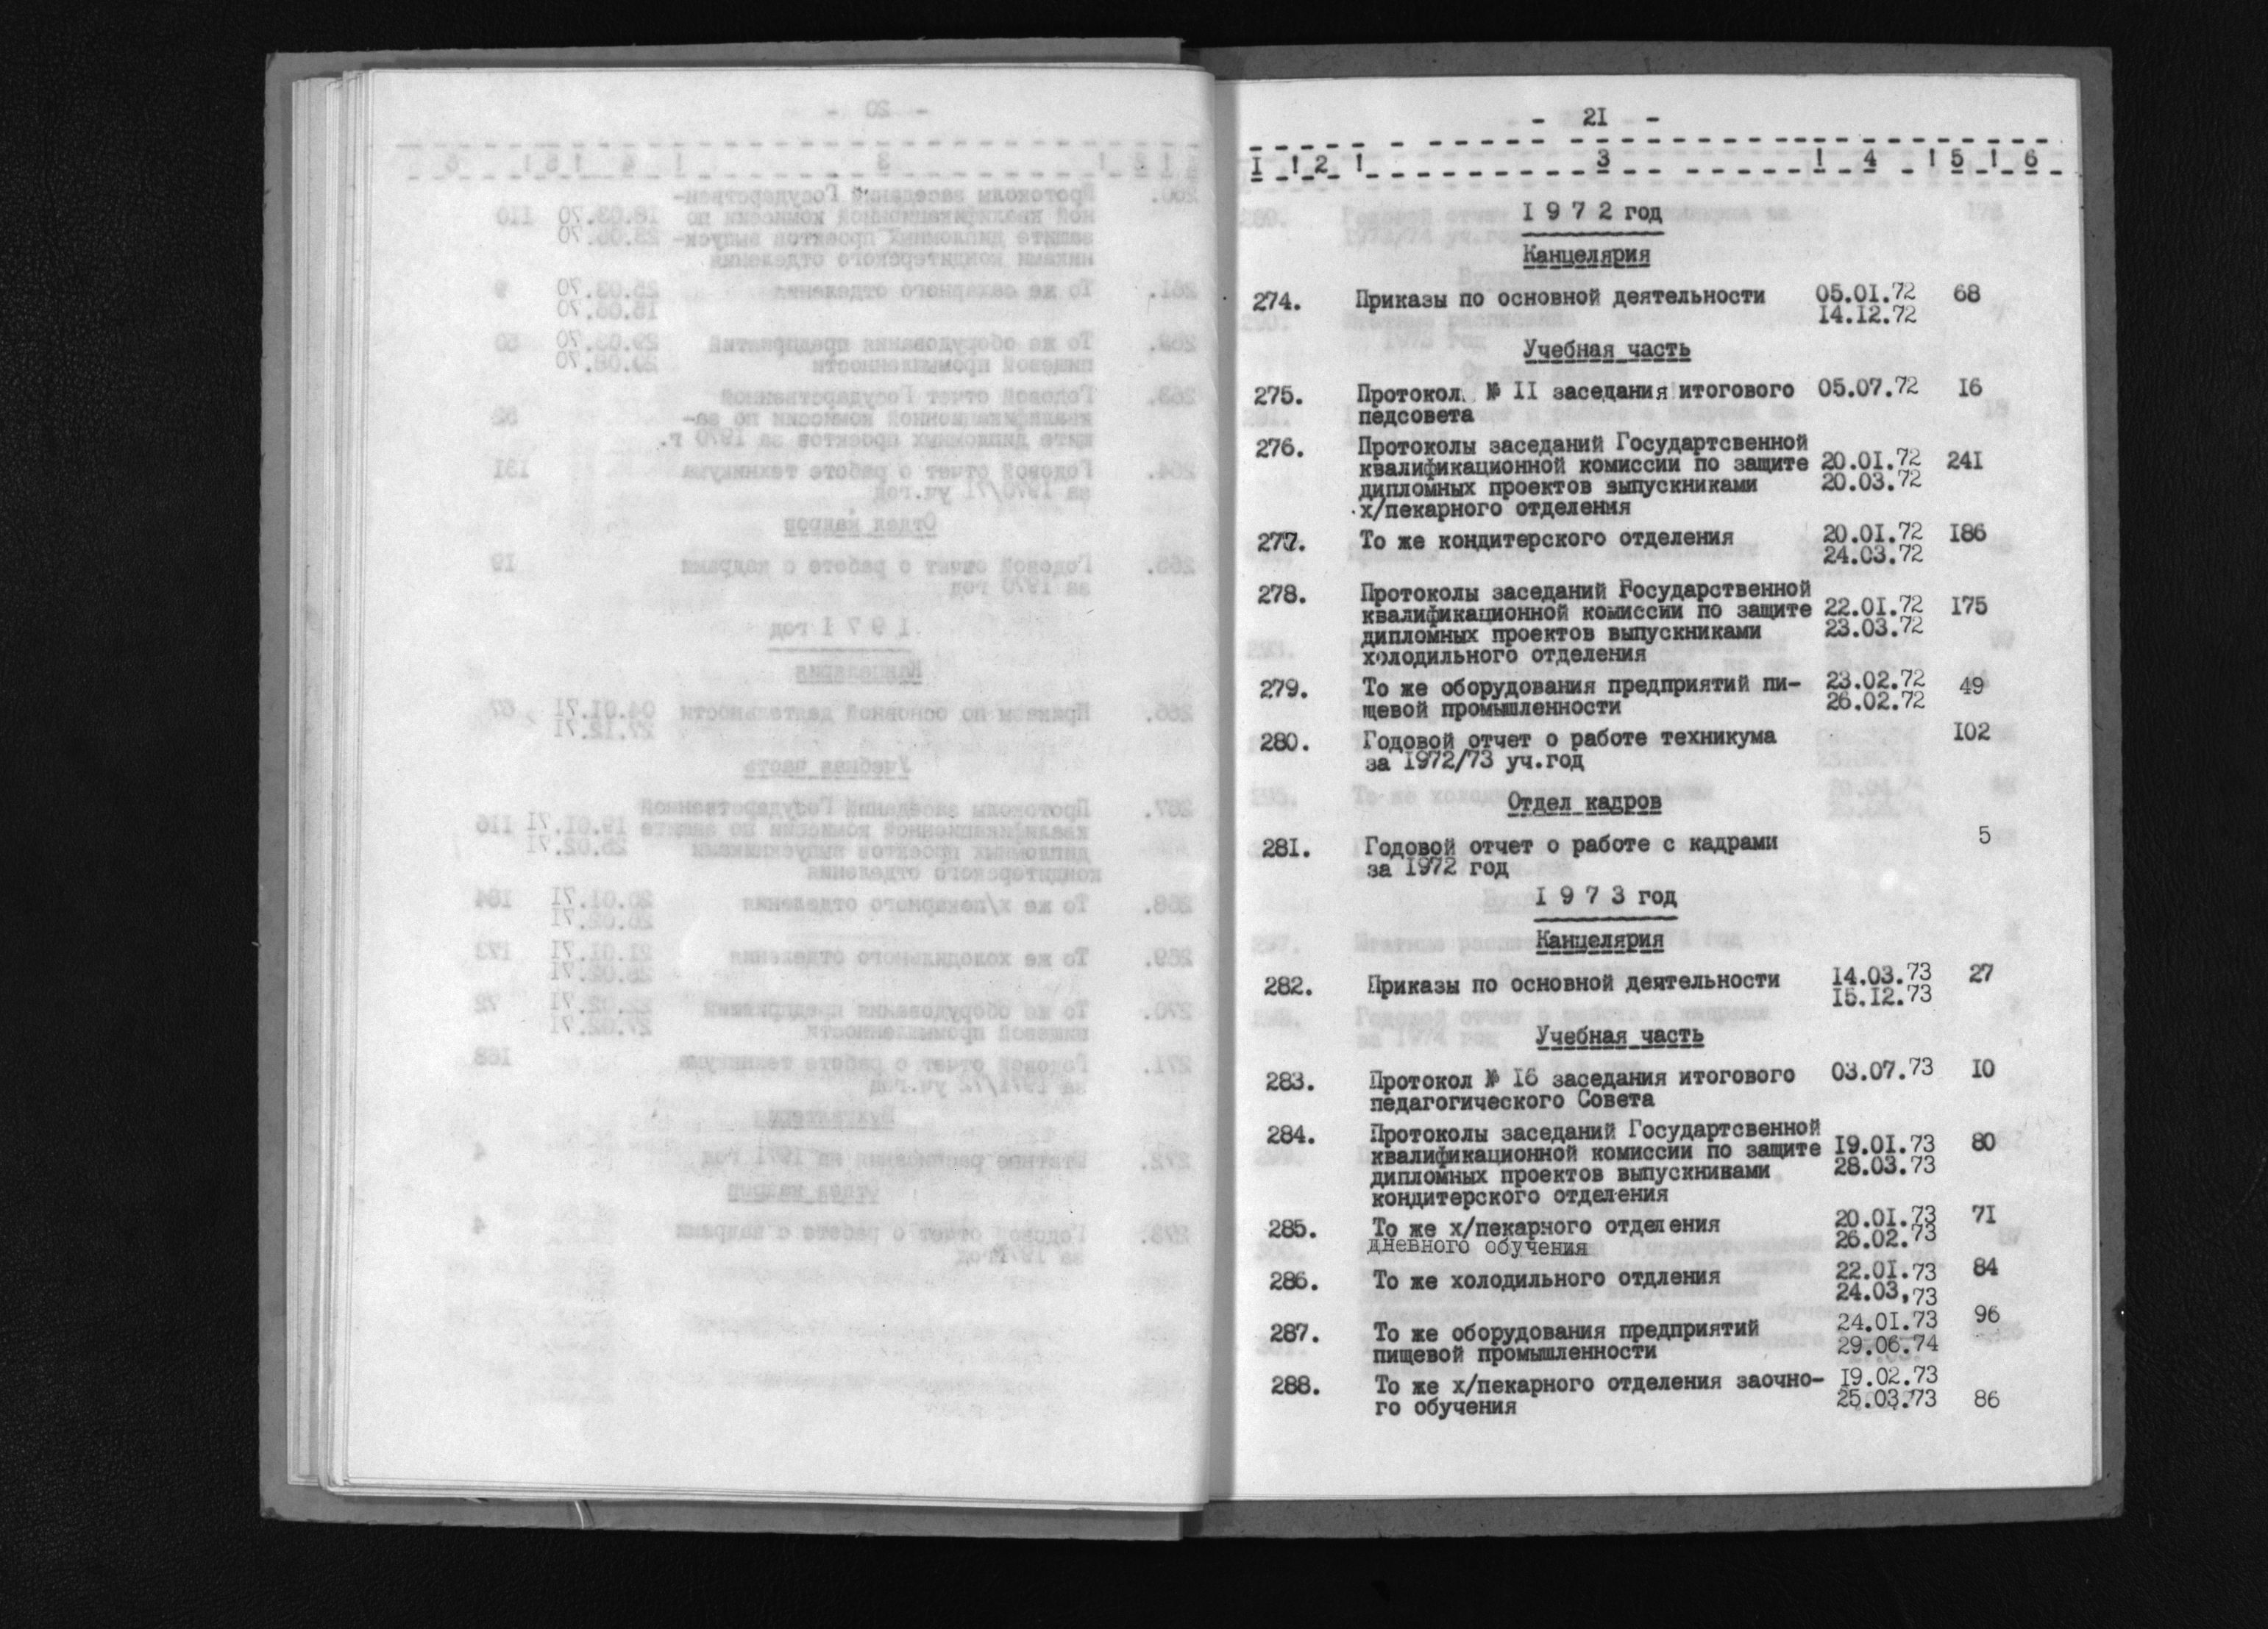 - 21 -
I ! 2 ! 3 ! 4 ! 5 ! 6
I 9 7 2 год
Канцелярия
274. Приказы по основной деятельности 05.01.72 68
14.12.72
Учебная часть
275. Протокол № II заседания итогового 05.07.72 16
педсовета
276. Протоколы заседаний Государтсвенной
квалификационной комиссии по защите 20.01.72 241
дипломных проектов выпускниками 20.03.72
х/пекарного отделения
277. То же кондитерского отделения 20.01.72 186
24.03.72
278. Протоколы заседаний Государственной
квалификационной комиссии по защите 22.01.72 175
дипломных проектов выпускниками 23.03.72
холодильного отделения
279. То же оборудования предприятий пи- 23.02.72 49
щевой промышленности 26.02.72
280. Годовой отчет о работе техникума 102
за 1972/73 уч.год
Отдел кадров
281. Годовой отчет о работе с кадрами 5
за 1972 год
I 9 7 3 год
Канцелярия
282. Приказы по основной деятельности 14.03.73 27
15.12.73
Учебная часть
283. Протокол № 16 заседания итогового 03.07.73 10
педагогического Совета
284. Протоколы заседаний Государтсвенной
квалификационной комиссии по защите 19.01.73 80
дипломных проектов выпускнивами 28.03.73
кондитерского отделения
285. То же х/пекарного отделения 20.01.73 71
дневного обучения 26.02.73
286. То же холодильного отдления 22.01.73 84
24.03,73
287. То же оборудования предприятий 24.01.73 96
пищевой промышленности 29.06.74
288. То же х/пекарного отделения заочно- 19.02.73
го обучения 25.03.73 86